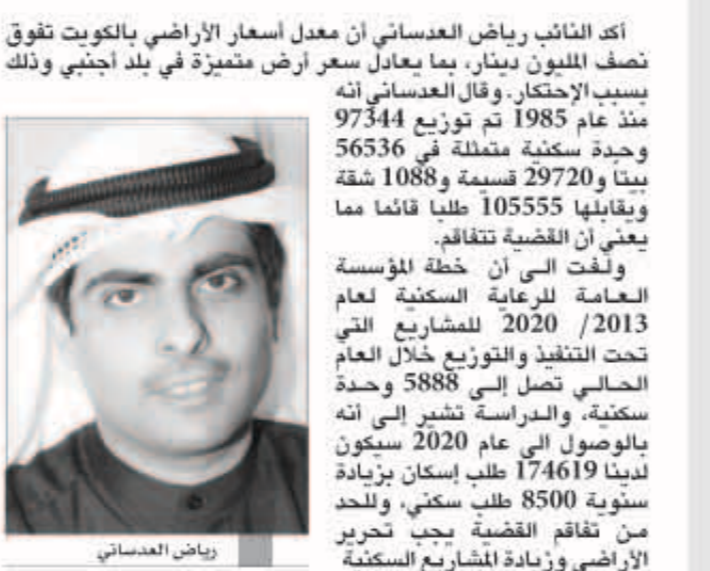 أكد النائب رياض العدساني أن معدل أسعار الأراضي بالكويت تفوق
نصف المليون دينار، بما يعادل سعر أرض متميزة في بلد أجنبي وذلك
بسبب الإحتكار. وقال العدساني أنه
منذ عام 1985 تم توزيع 97344
وحدة سكنية متمثلة في 56536
بيتا و29720 قسيمة و1088 شقة
ويقابلها 105555 طلبا قائما مما
يعني أن القضية تتفاقم.
ولفت الى أن خطة المؤسسة
العامة للرعاية السكنية لعام
2013/ 2020 للمشاريع التي
تحت التنفيذ والتوزيع خلال العام
الحالي تصل إلى 5888 وحدة
سكنية، والدراسة تشير إلى أنه
بالوصول الى عام 2020 سيكون
لدينا 174619 طلب إسكان بزيادة
سنوية 8500 طلب سكني، وللحد
من تفاقم القضية يجب تحرير
الأراضي وزيادة المشاريع السكنية
رياض العدساني